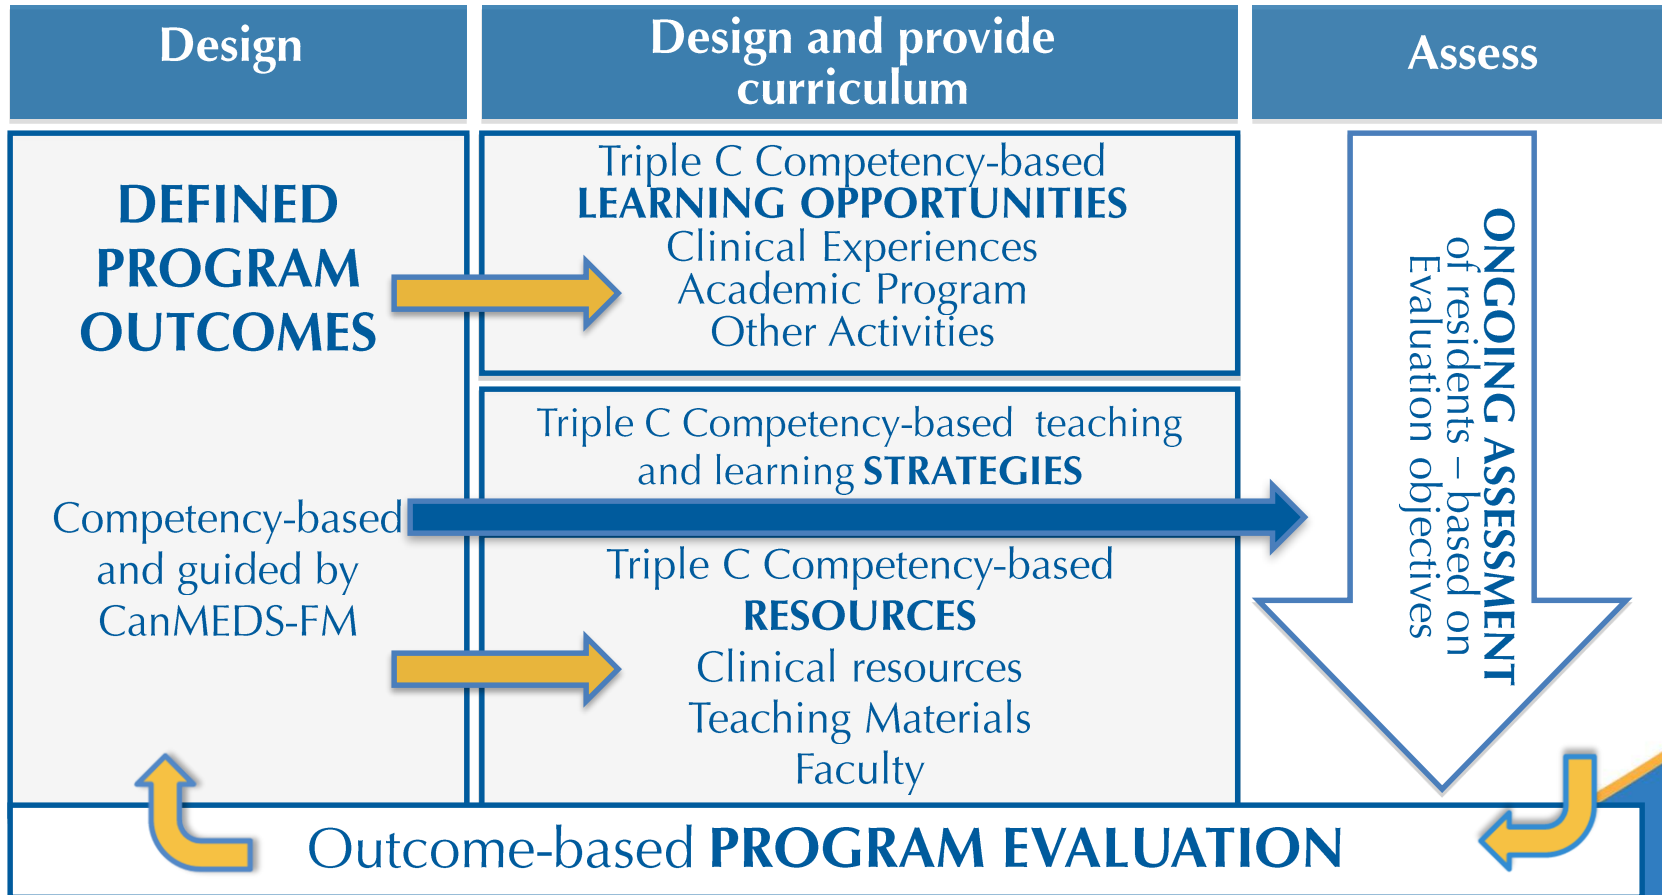 Design
Design and provide
curriculum
Assess
DEFINED
PROGRAM
OUTCOMES
Competency-based
and guided by
CanMEDS-FM
Triple C Competency-based
LEARNING OPPORTUNITIES
Clinical Experiences
Academic Program
Other Activities
Triple C Competency-based teaching
and learning STRATEGIES
Triple C Competency-based
RESOURCES
Clinical resources
Teaching Materials
Faculty
ONGOING ASSESSMENT
of residents – based on
Evaluation objectives
Outcome-based PROGRAM EVALUATION